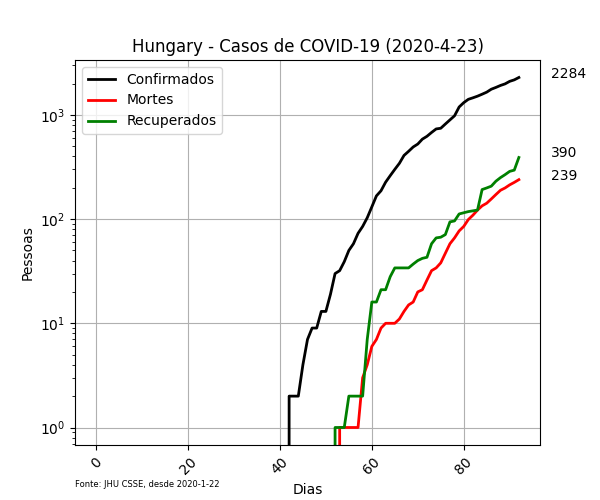 Hungary - Casos de COVID-19 (2020-4-23)
Confirmados
Mortes
Recuperados
2284
390
239
10³
10²
10¹
10⁰
Pessoas
0
20
40
60
80
Dias
Fonte: JHU CSSE, desde 2020-1-22